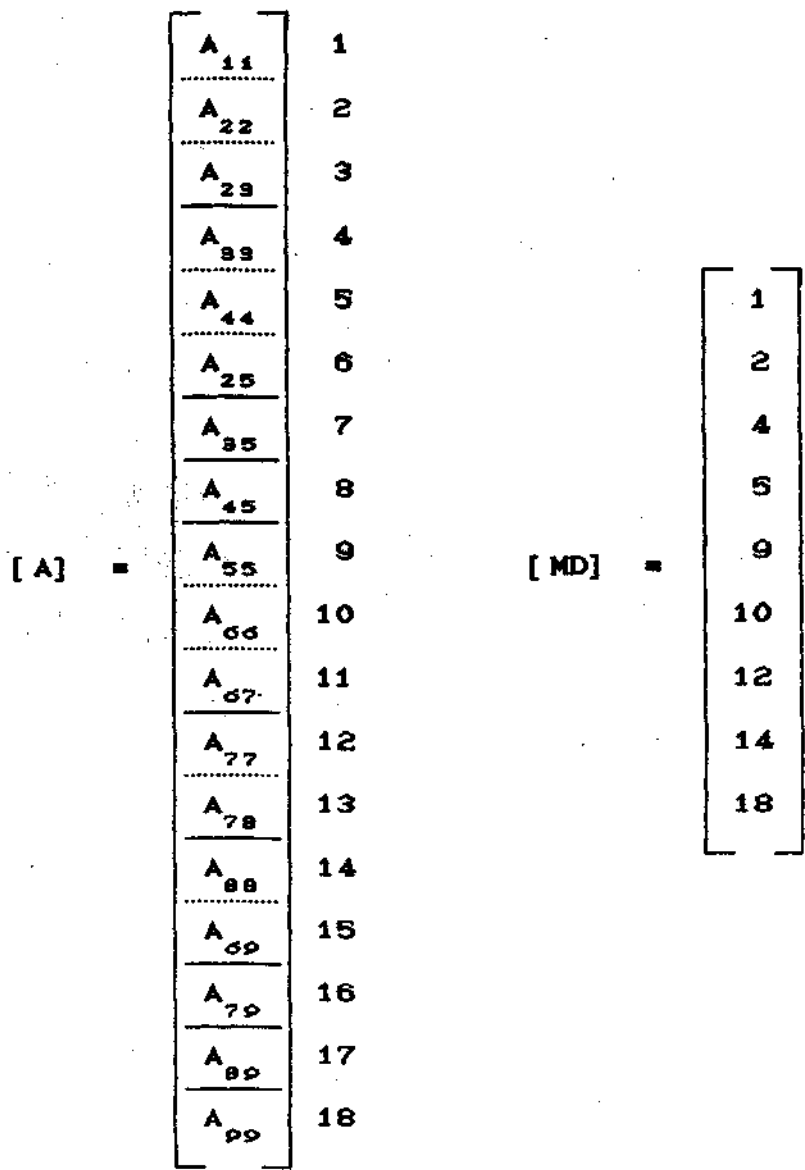 A11 1
A22 2
A23 3
A33 4
A44 5 1
A25 6 2
A35 7 4
A45 8 5
[ A] = A55 9 [ MD] = 9
A66 10 10
A67 11 12
A77 12 14
A78 13 18
A88 14
A69 15
A79 16
A89 17
A99 18